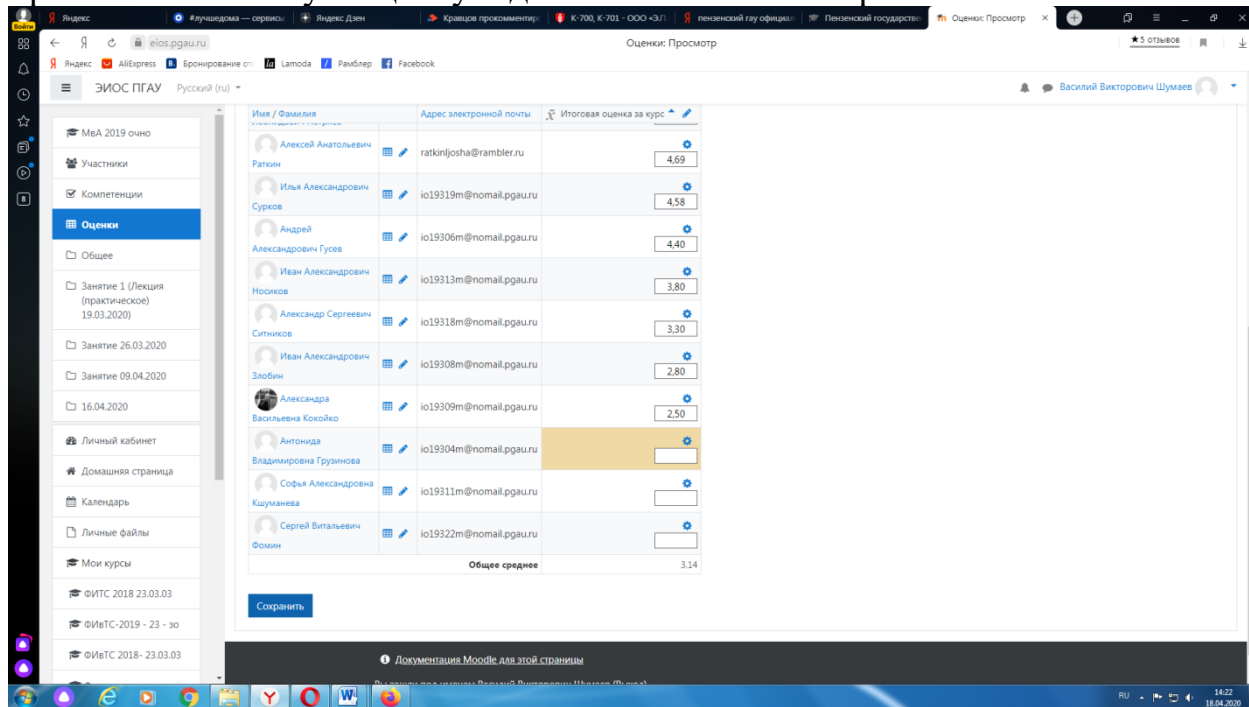 Войти
Яндекс
#лучшедома — сервисы
Яндекс Дзен
Кравцов прокомментиро
К-700, К-701 - ООО «ЭЛ
пензенский гау официал
Пензенский государстве
Оценки: Просмотр
eios.pgau.ru
Оценки: Просмотр
★5 отзывов
Яндекс
AliExpress
Бронирование от
Lamoda
Рамблер
Facebook
ЭИОС ПГАУ
Русский (ru)
Василий Викторович Шумаев
МвА 2019 очно
Участники
Компетенции
Оценки
Общее
Занятие 1 (Лекция
(практическое)
19.03.2020)
Занятие 26.03.2020
Занятие 09.04.2020
16.04.2020
Личный кабинет
Домашняя страница
Календарь
Личные файлы
Мои курсы
ФИТС 2018 23.03.03
ФИвТС-2019 - 23 - зо
ФИвТС 2018- 23.03.03
Имя / Фамилия
Адрес электронной почты
x̄ Итоговая оценка за курс
Алексей Анатольевич
Раткин
ratkinljosha@rambler.ru
4,69
Илья Александрович
Сурков
io19319m@nomail.pgau.ru
4,58
Андрей
Александрович Гусев
io19306m@nomail.pgau.ru
4,40
Иван Александрович
Носиков
io19313m@nomail.pgau.ru
3,80
Александр Сергеевич
Ситников
io19318m@nomail.pgau.ru
3,30
Иван Александрович
Злобин
io19308m@nomail.pgau.ru
2,80
Александра
Васильевна Кокойко
io19309m@nomail.pgau.ru
2,50
Антонида
Владимировна Грузинова
io19304m@nomail.pgau.ru
Софья Александровна
Кшуманева
io19311m@nomail.pgau.ru
Сергей Витальевич
Фомин
io19322m@nomail.pgau.ru
Общее среднее
3,14
Сохранить
Документация Moodle для этой страницы
RU
14:22
18.04.2020